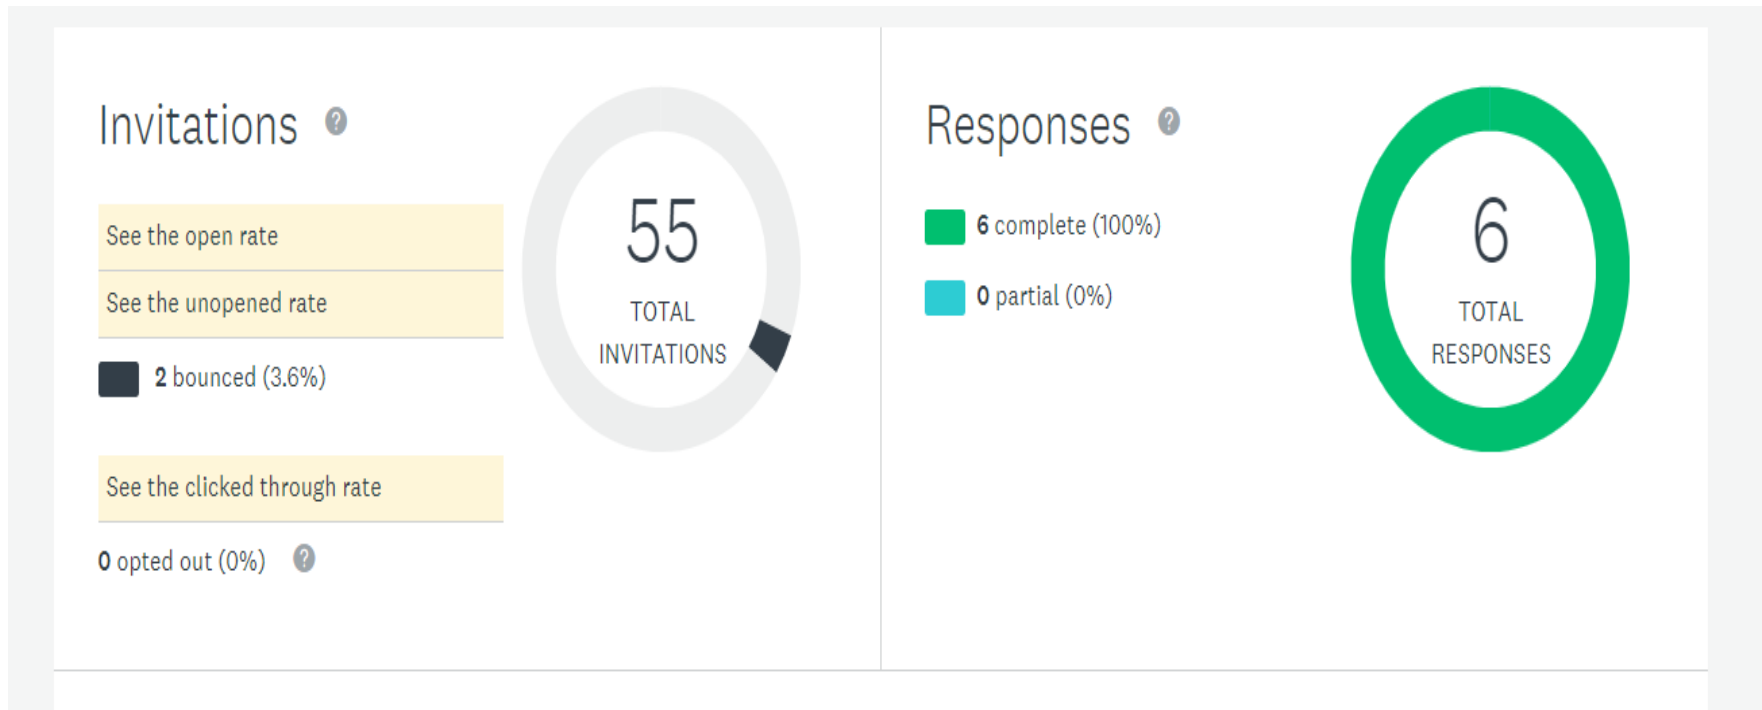 Invitations ?
See the open rate
See the unopened rate
2 bounced (3.6%)
See the clicked through rate
0 opted out (0%) ?
55
TOTAL
INVITATIONS
Responses ?
6 complete (100%)
0 partial (0%)
6
TOTAL
RESPONSES